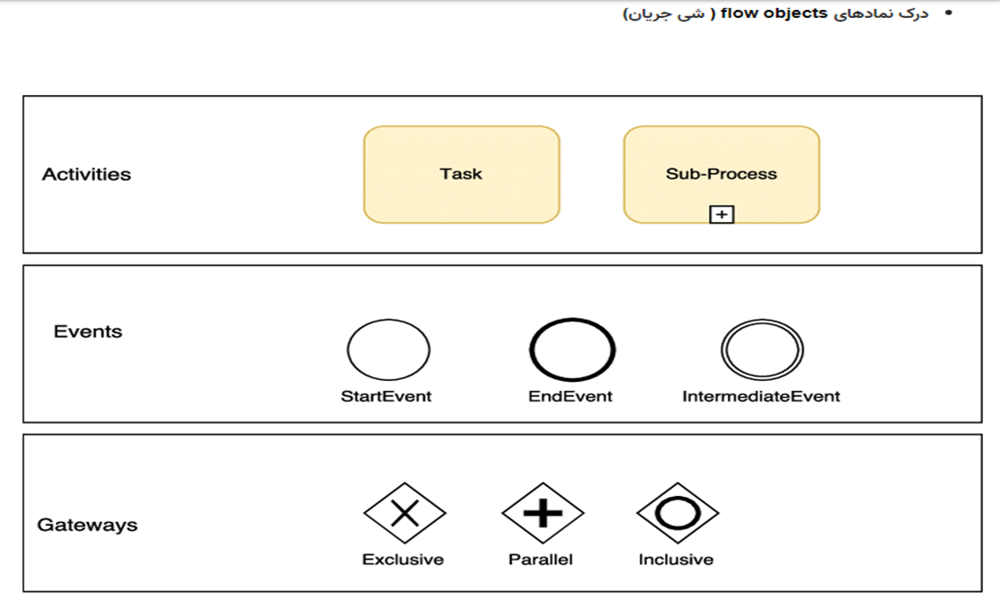 • درک نمادهای flow objects ( شی جریان)
Activities
Task
Sub-Process
+
Events
StartEvent
EndEvent
IntermediateEvent
Gateways
Exclusive
Parallel
Inclusive